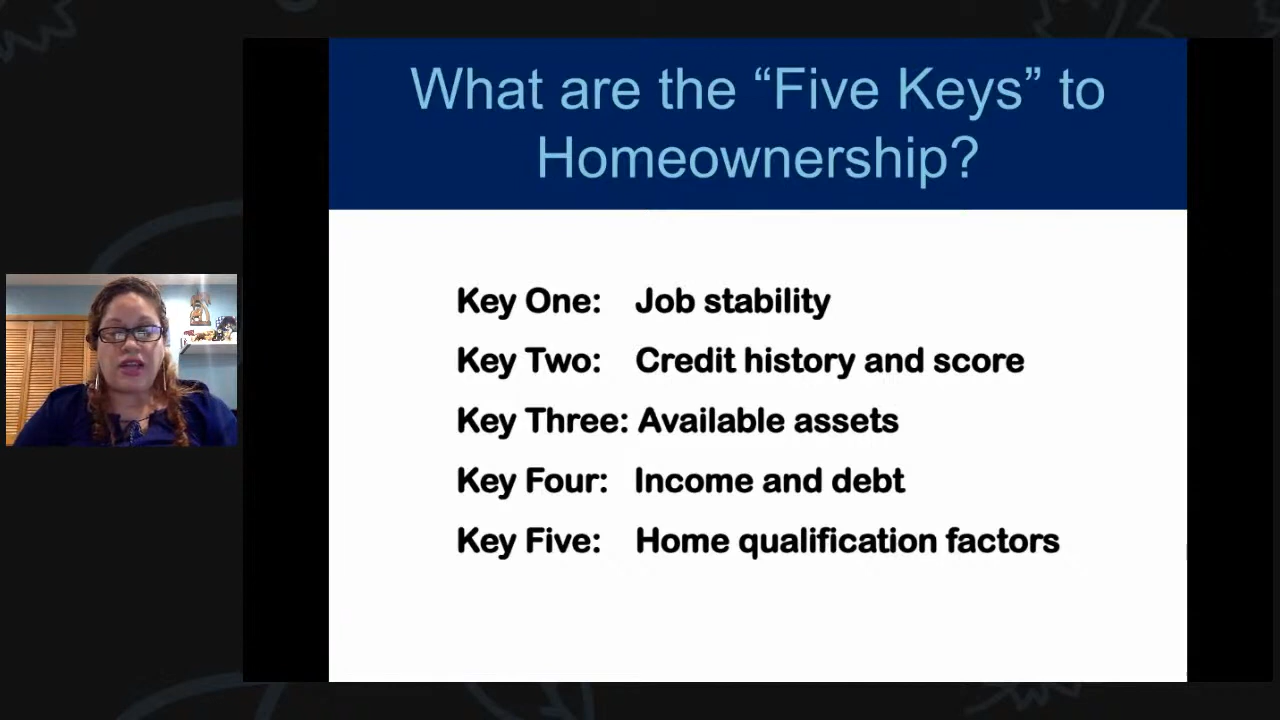 What are the “Five Keys” to
Homeownership?
Key One: Job stability
Key Two: Credit history and score
Key Three: Available assets
Key Four: Income and debt
Key Five: Home qualification factors